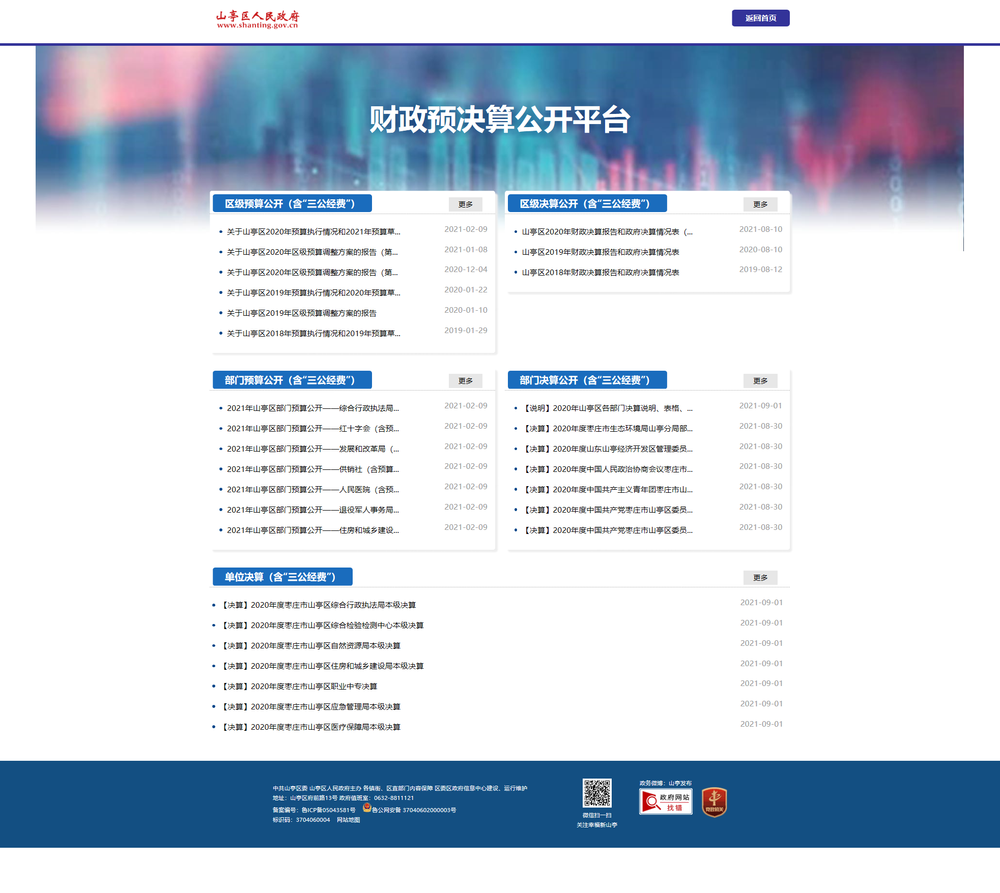 山亭区人民政府
www.shanting.gov.cn
返回首页
财政预决算公开平台
区级预算公开（含“三公经费”）
更多
关于山亭区2020年预算执行情况和2021年预算草...
2021-02-09
关于山亭区2020年区级预算调整方案的报告（第...
2021-01-08
关于山亭区2020年区级预算调整方案的报告（第...
2020-12-04
关于山亭区2019年预算执行情况和2020年预算草...
2020-01-22
关于山亭区2019年区级预算调整方案的报告
2020-01-10
关于山亭区2018年预算执行情况和2019年预算草...
2019-01-29
区级决算公开（含“三公经费”）
更多
山亭区2020年财政决算报告和政府决算情况表（...
2021-08-10
山亭区2019年财政决算报告和政府决算情况表
2020-08-10
山亭区2018年财政决算报告和政府决算情况表
2019-08-12
部门预算公开（含“三公经费”）
更多
2021年山亭区部门预算公开——综合行政执法局...
2021-02-09
2021年山亭区部门预算公开——红十字会（含预...
2021-02-09
2021年山亭区部门预算公开——发展和改革局（...
2021-02-09
2021年山亭区部门预算公开——供销社（含预算...
2021-02-09
2021年山亭区部门预算公开——人民医院（含预...
2021-02-09
2021年山亭区部门预算公开——退役军人事务局...
2021-02-09
2021年山亭区部门预算公开——住房和城乡建设...
2021-02-09
部门决算公开（含“三公经费”）
更多
【说明】2020年山亭区各部门决算说明、表格、...
2021-09-01
【决算】2020年度枣庄市生态环境局山亭分局部...
2021-08-30
【决算】2020年度山东山亭经济开发区管理委员...
2021-08-30
【决算】2020年度中国人民政治协商会议枣庄市...
2021-08-30
【决算】2020年度中国共产主义青年团枣庄市山...
2021-08-30
【决算】2020年度中国共产党枣庄市山亭区委员...
2021-08-30
【决算】2020年度中国共产党枣庄市山亭区委员...
2021-08-30
单位决算（含“三公经费”）
更多
【决算】2020年度枣庄市山亭区综合行政执法局本级决算
2021-09-01
【决算】2020年度枣庄市山亭区综合检验检测中心本级决算
2021-09-01
【决算】2020年度枣庄市山亭区自然资源局本级决算
2021-09-01
【决算】2020年度枣庄市山亭区住房和城乡建设局本级决算
2021-09-01
【决算】2020年度枣庄市山亭区职业中专决算
2021-09-01
【决算】2020年度枣庄市山亭区应急管理局本级决算
2021-09-01
【决算】2020年度枣庄市山亭区医疗保障局本级决算
2021-09-01
中共山亭区委 山亭区人民政府主办 各镇街、区直部门内容保障 区委区政府信息中心建设、运行维护
地址：山亭区府前路13号 政府值班室：0632-8811121
备案编号：鲁ICP备05043581号 鲁公网安备 37040602000003号
标识码：3704060004 网站地图
微信扫一扫
关注幸福新山亭
政务微博：山亭发布
政府网站
找错
党政机关